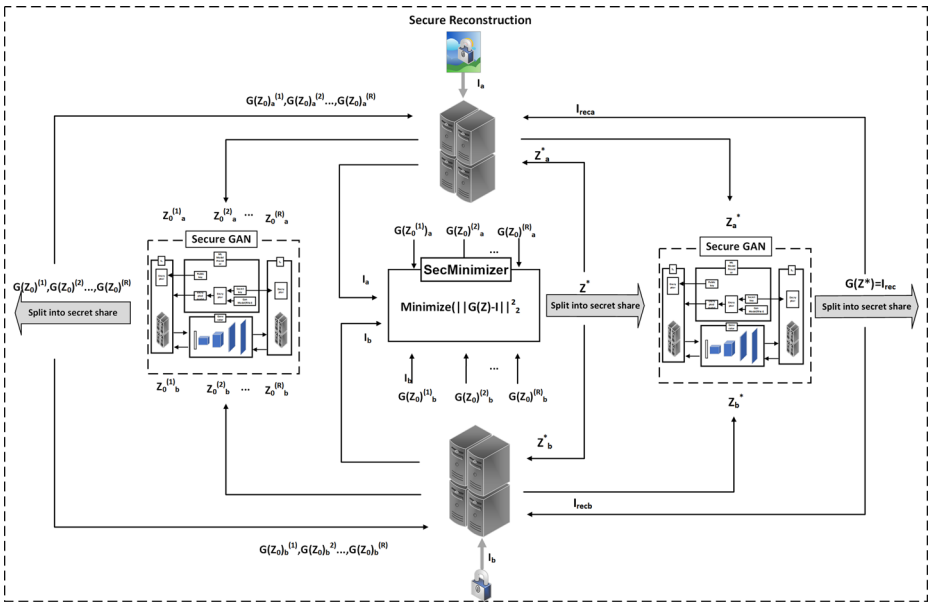 Secure Reconstruction
I_a
G(Z_0)_a^(1),G(Z_0)_a^(2)...,G(Z_0)_a^(R)
I_reca
Z^*_a
Z_0^(1)_a Z_0^(2)_a ... Z_0^(R)_a
Z_a^*
G(Z_0^(1))_a G(Z_0)^(2)_a ... G(Z_0)^(R)_a
Secure GAN
Secure GAN
SecMinimizer
I_a
Minimize(||G(Z)-I||^2_2
I_b
G(Z_0)^(1),G(Z_0)^(2)...,G(Z_0)^(R)
Split into secret share
Z^*
Split into secret share
G(Z*)=I_rec
Split into secret share
I_b
...
G(Z_0)^(1)_b G(Z_0)^(2)_b G(Z_0)^(R)_b
Z_0^(1)_b Z_0^(2)_b ... Z_0^(R)_b
Z_b^*
Z^*_b
I_recb
G(Z_0)_b^(1),G(Z_0)_b^2)...,G(Z_0)_b^(R)
I_b